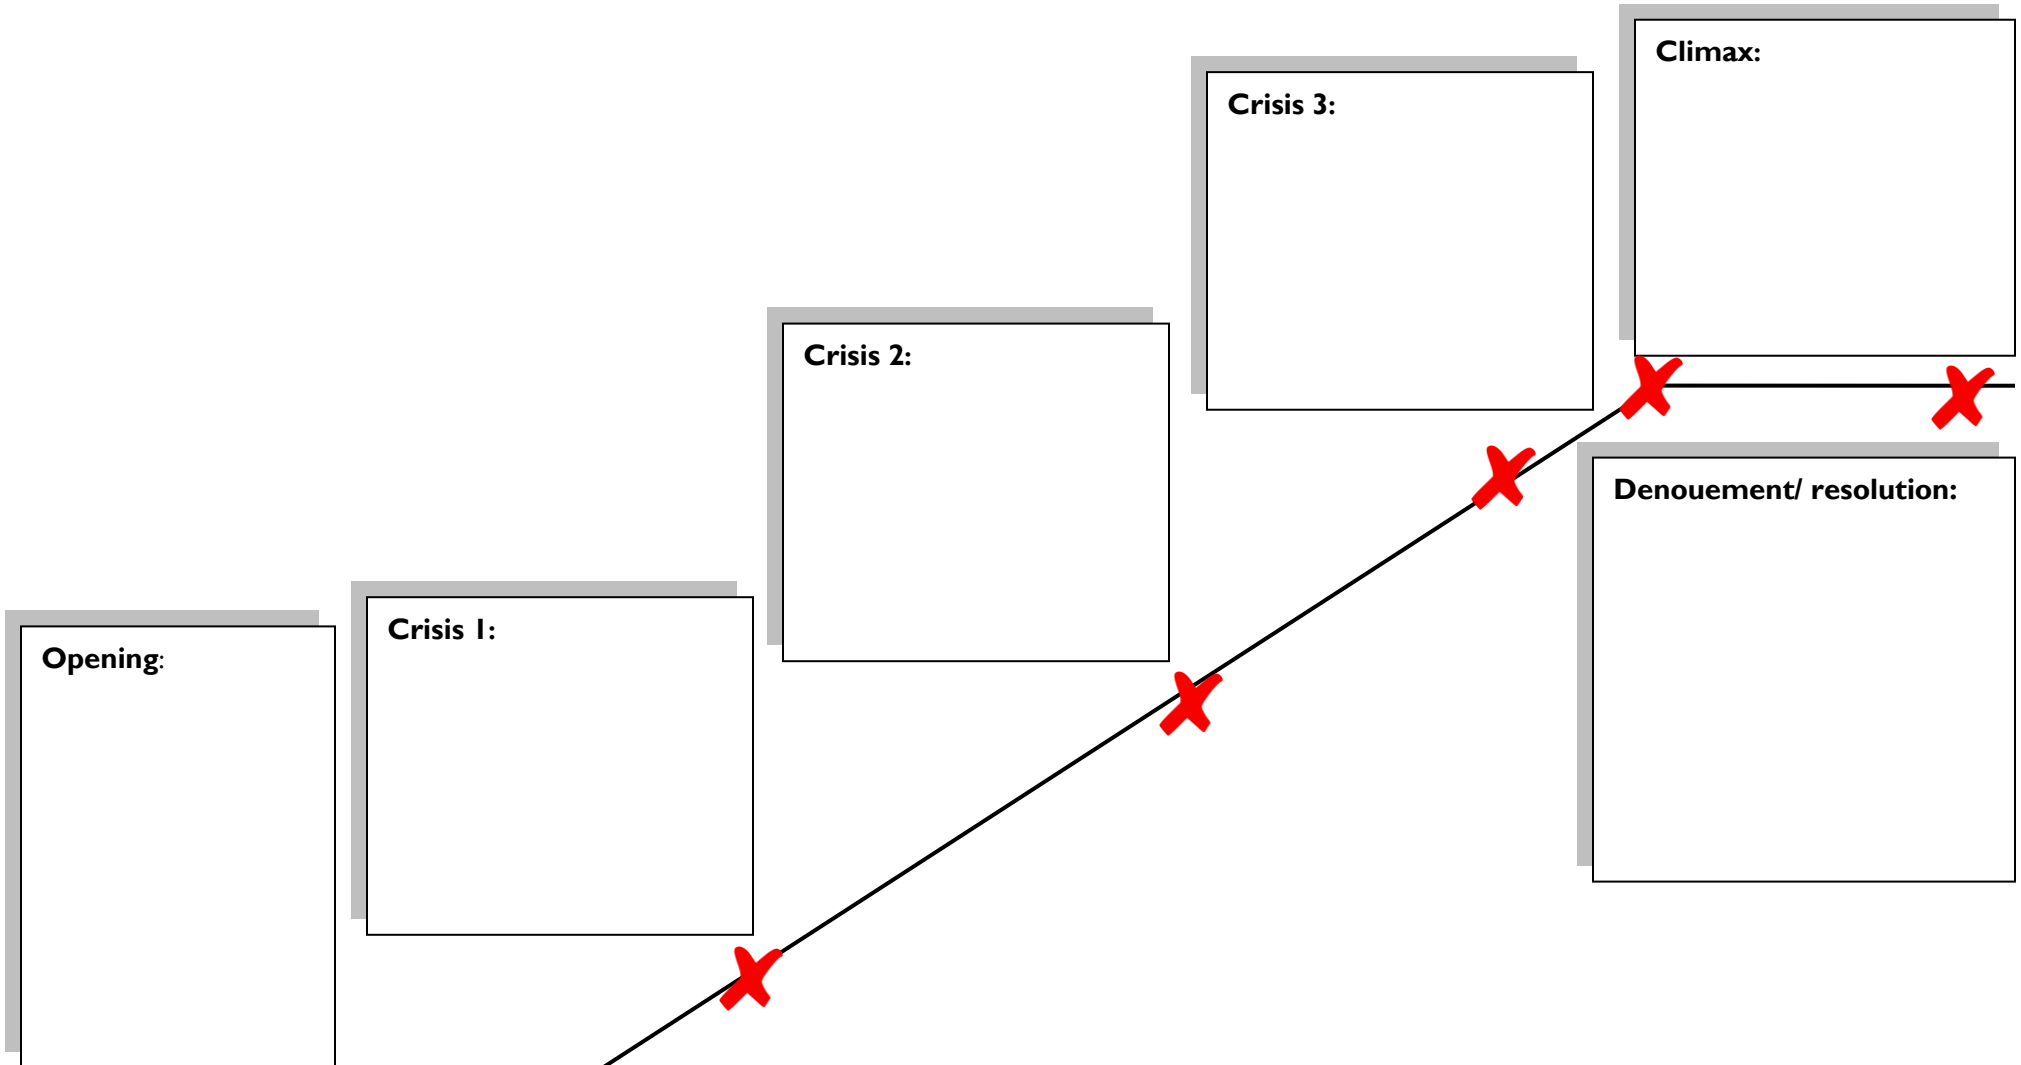 Opening:
Crisis 1:
Crisis 2:
Crisis 3:
Climax:
Denouement/ resolution: